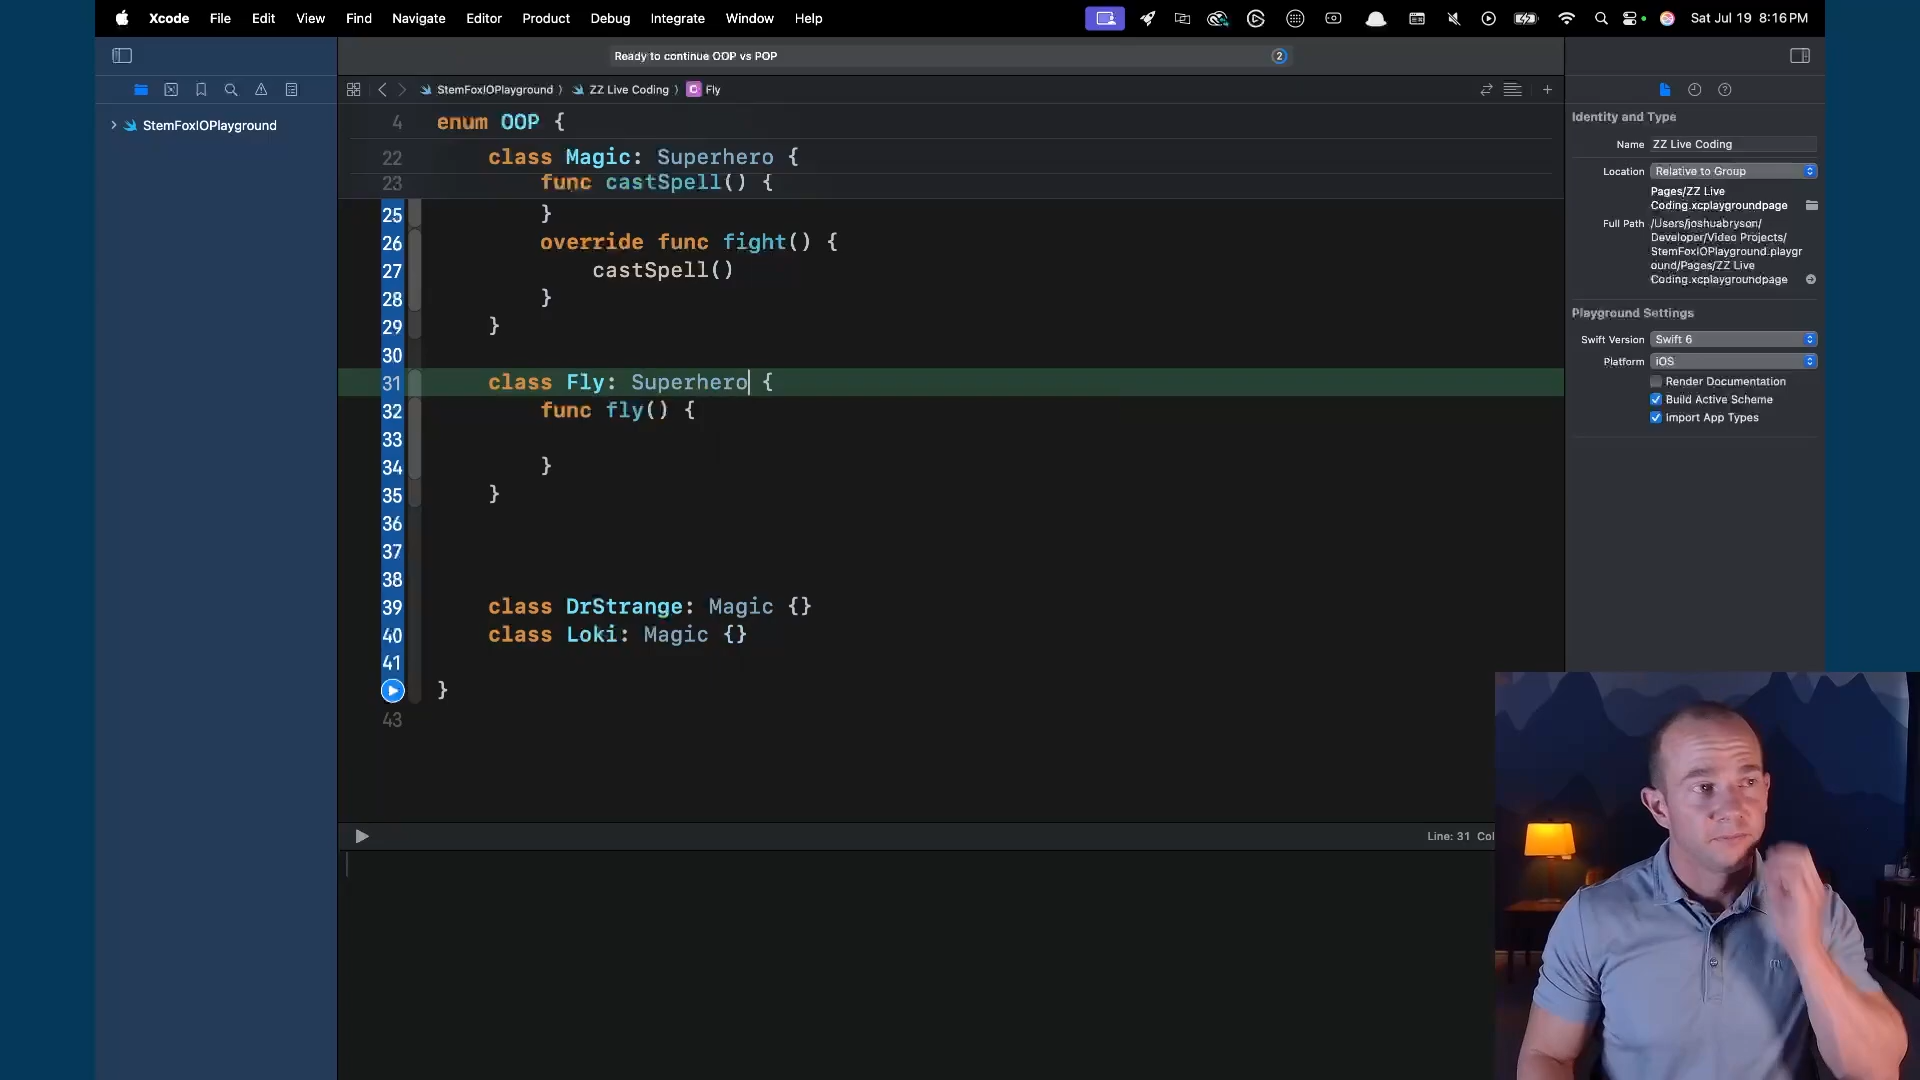 Xcode File Edit View Find Navigate Editor Product Debug Integrate Window Help Sat Jul 19 8:16 PM
Ready to continue OOP vs POP 2
StemFoxIOPlayground ZZ Live Coding C Fly
StemFoxIOPlayground
4 enum OOP {
22 class Magic: Superhero {
23 func castSpell() {
25 }
26 override func fight() {
27 castSpell()
28 }
29 }
30
31 class Fly: Superhero {
32 func fly() {
33
34 }
35 }
36
37
38
39 class DrStrange: Magic {}
40 class Loki: Magic {}
41
}
43
Line: 31 Col
Identity and Type
Name ZZ Live Coding
Location Relative to Group
Pages/ZZ Live
Coding.xcplaygroundpage
Full Path /Users/joshuabryson/
Developer/Video Projects/
StemFoxIOPlayground.playgr
ound/Pages/ZZ Live
Coding.xcplaygroundpage
Playground Settings
Swift Version Swift 6
Platform iOS
Render Documentation
Build Active Scheme
Import App Types